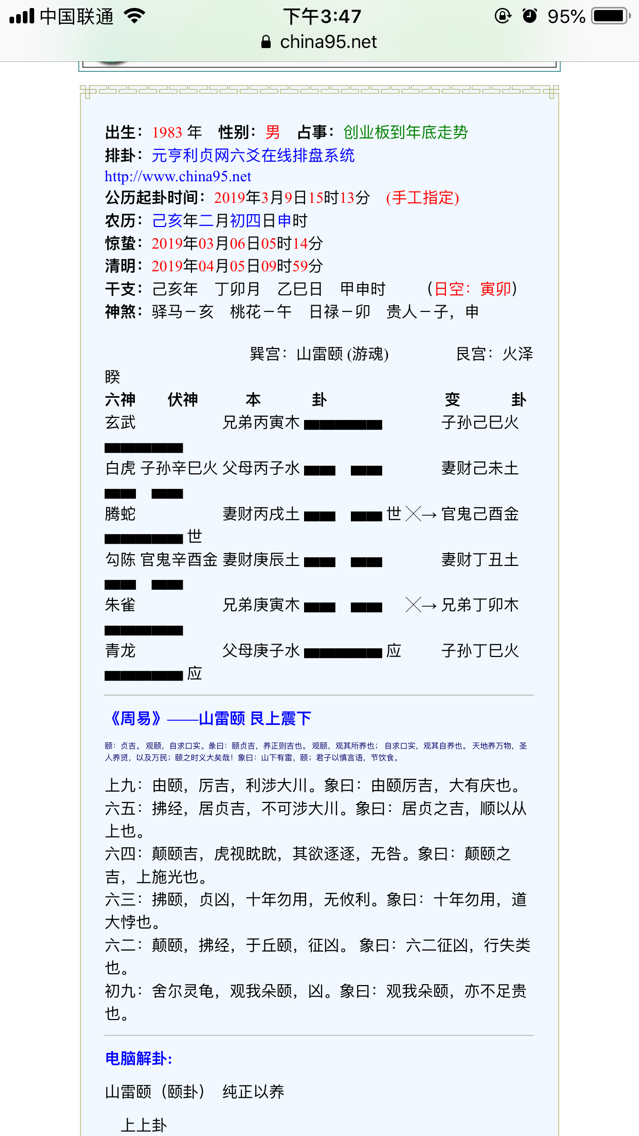 中国联通 下午3:47 95%
china95.net
出生：1983 年 性别：男 占事：创业板到年底走势
排卦：元亨利贞网六爻在线排盘系统
http://www.china95.net
公历起卦时间：2019年3月9日15时13分 (手工指定)
农历：己亥年二月初四日申时
惊蛰：2019年03月06日05时14分
清明：2019年04月05日09时59分
干支：己亥年 丁卯月 乙巳日 甲申时 （日空：寅卯）
神煞：驿马－亥 桃花－午 日禄－卯 贵人－子，申
巽宫：山雷颐 (游魂) 艮宫：火泽
睽
六神 伏神 本 卦 变 卦
玄武 兄弟丙寅木 子孙己巳火
白虎 子孙辛巳火 父母丙子水 妻财己未土
腾蛇 妻财丙戌土 世 ╳→ 官鬼己酉金
世
勾陈 官鬼辛酉金 妻财庚辰土 妻财丁丑土
朱雀 兄弟庚寅木 ╳→ 兄弟丁卯木
青龙 父母庚子水 应 子孙丁巳火
应
《周易》——山雷颐 艮上震下
颐：贞吉。观颐，自求口实。彖曰：颐贞吉，养正则吉也。观颐，观其所养也；自求口实，观其自养也。天地养万物，圣
人养贤，以及万民；颐之时义大矣哉！象曰：山下有雷，颐；君子以慎言语，节饮食。
上九：由颐，厉吉，利涉大川。象曰：由颐厉吉，大有庆也。
六五：拂经，居贞吉，不可涉大川。象曰：居贞之吉，顺以从
上也。
六四：颠颐吉，虎视眈眈，其欲逐逐，无咎。象曰：颠颐之
吉，上施光也。
六三：拂颐，贞凶，十年勿用，无攸利。象曰：十年勿用，道
大悖也。
六二：颠颐，拂经，于丘颐，征凶。 象曰：六二征凶，行失类
也。
初九：舍尔灵龟，观我朵颐，凶。象曰：观我朵颐，亦不足贵
也。
电脑解卦:
山雷颐（颐卦） 纯正以养
上上卦